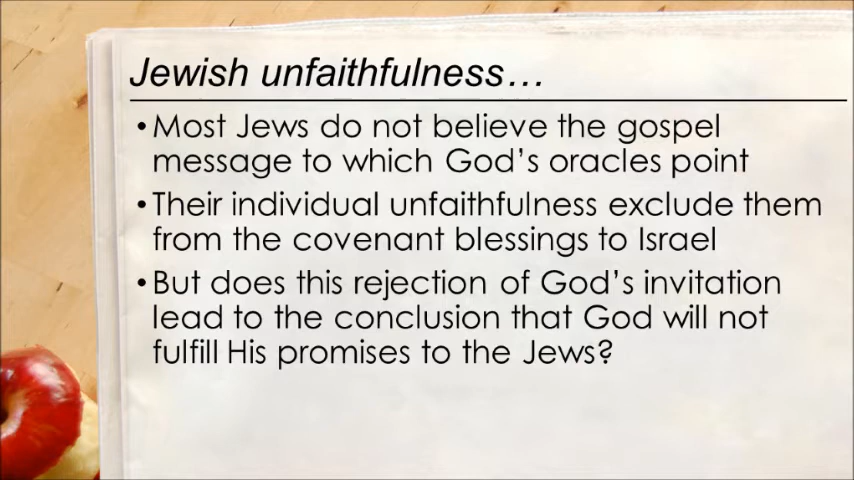 Jewish unfaithfulness…
•Most Jews do not believe the gospel
message to which God's oracles point
•Their individual unfaithfulness exclude them
from the covenant blessings to Israel
•But does this rejection of God's invitation
lead to the conclusion that God will not
fulfill His promises to the Jews?